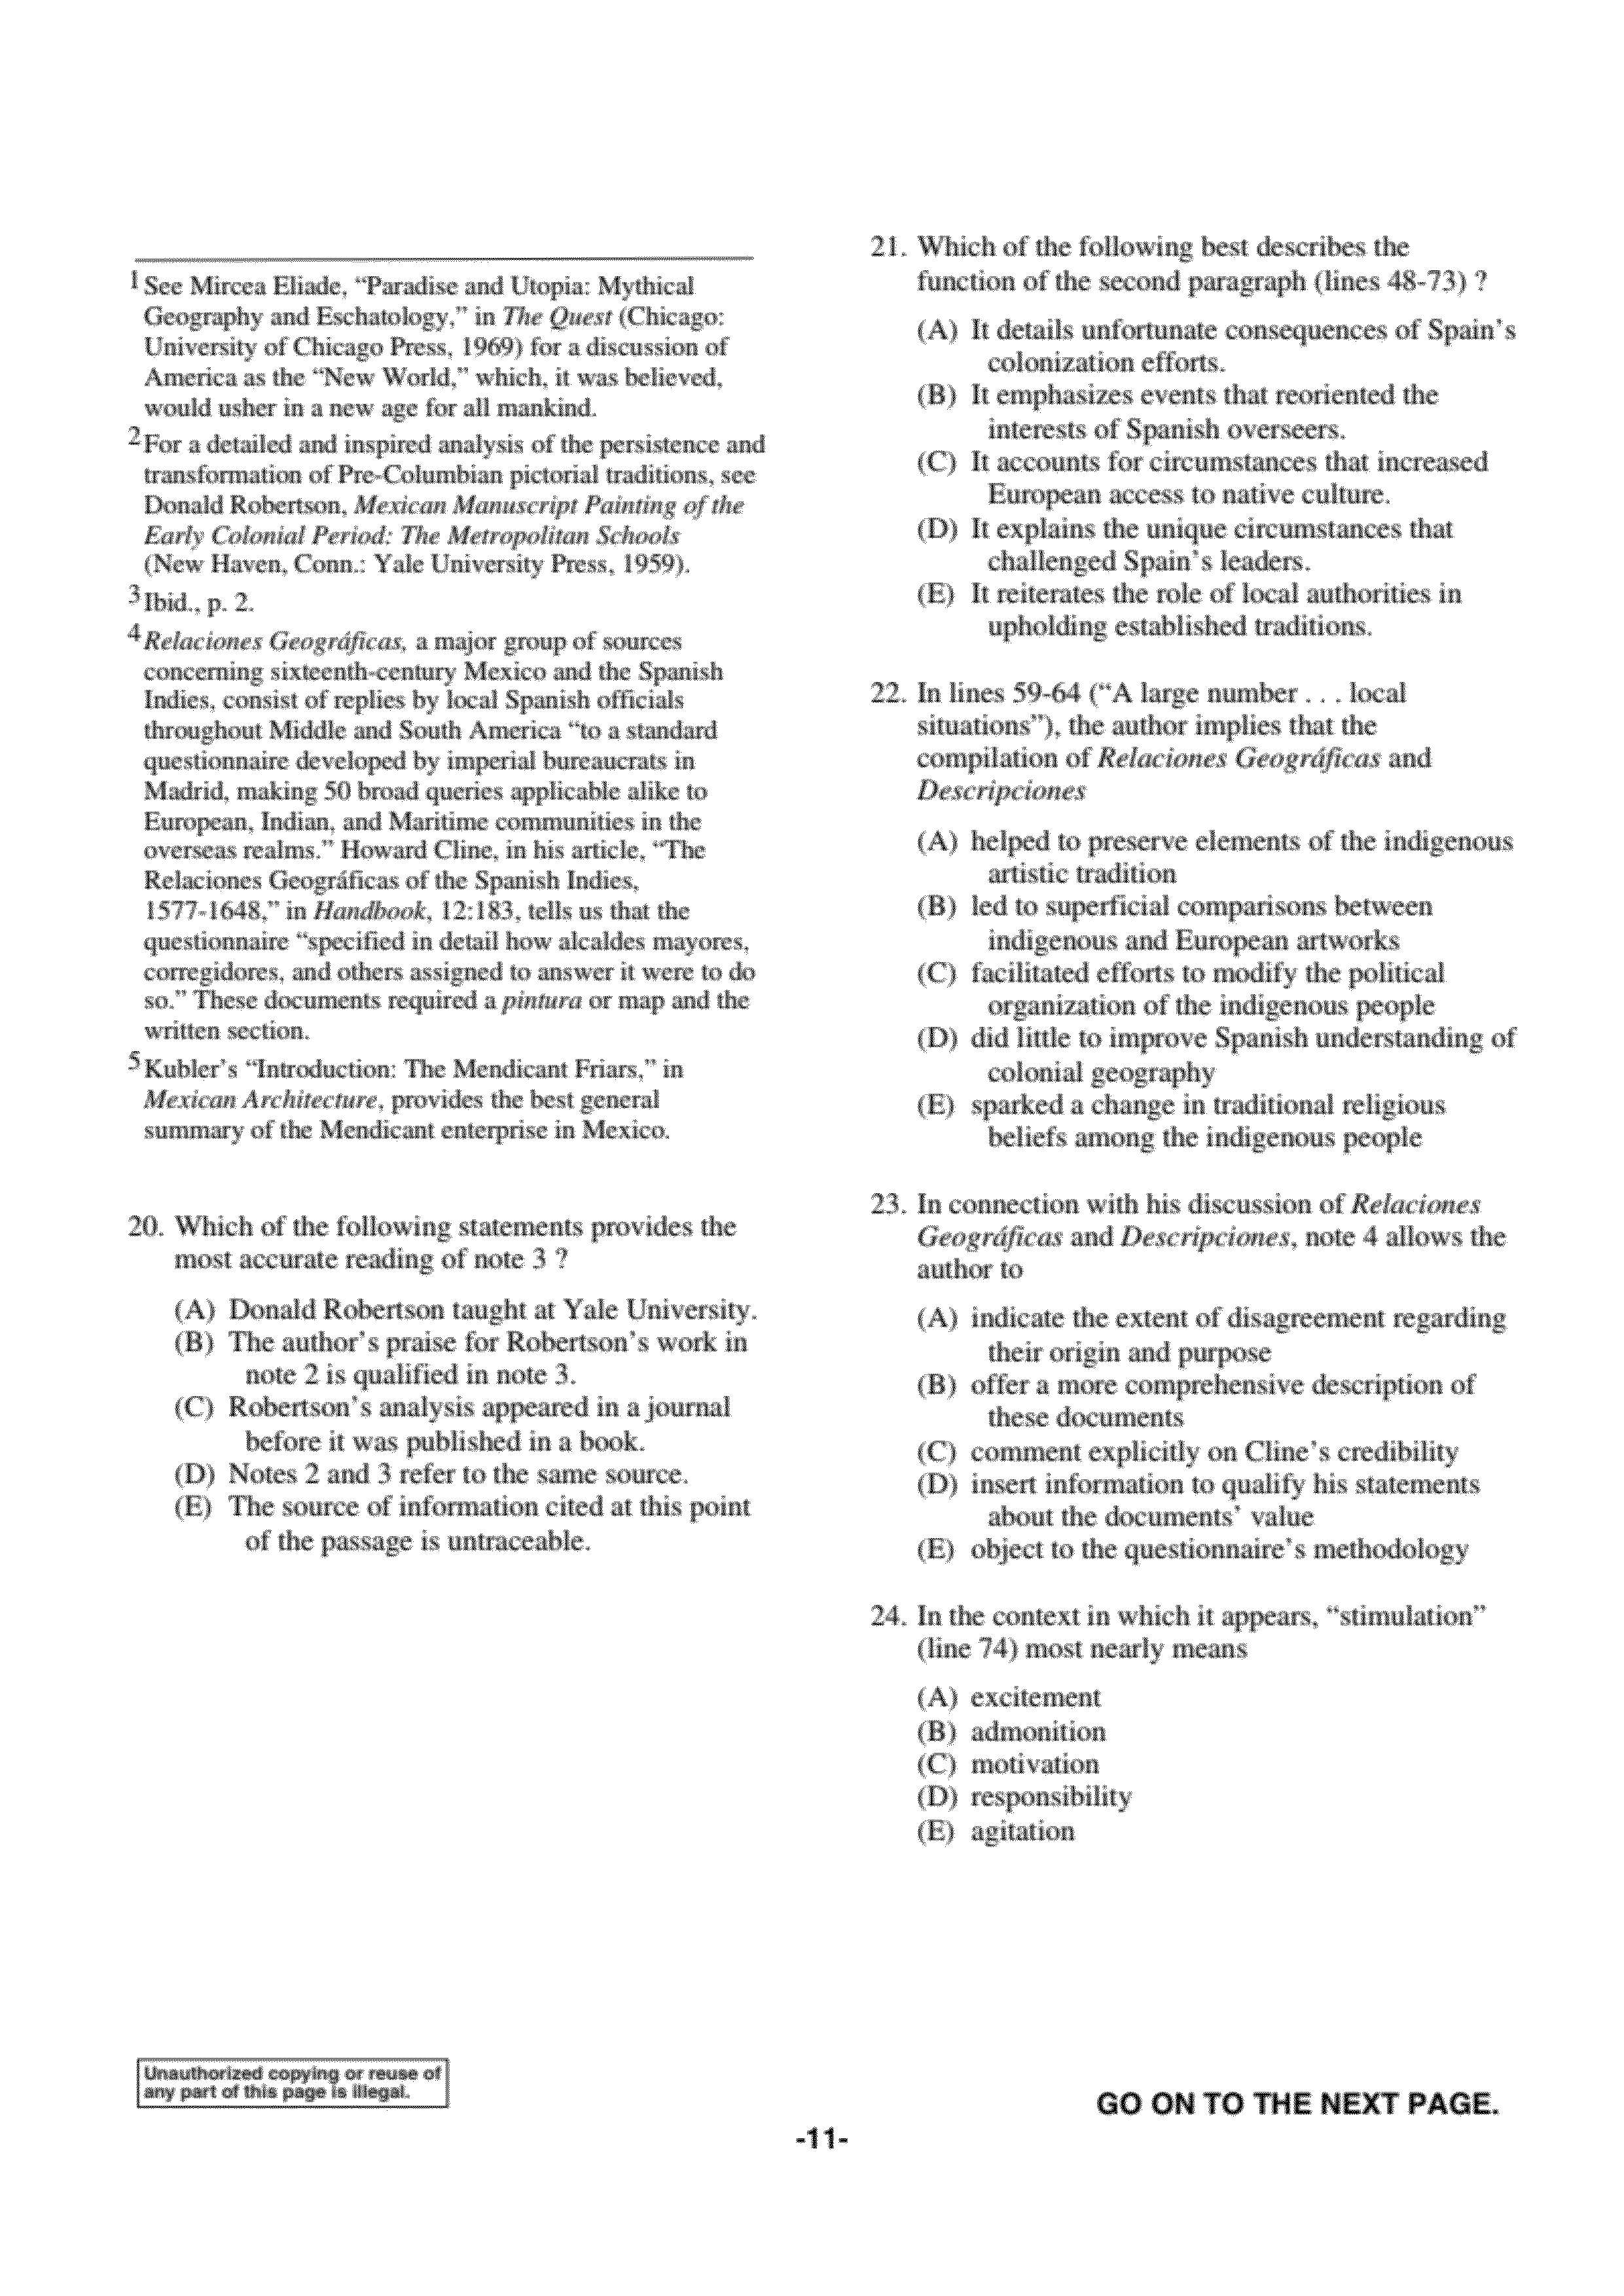 1 See Mircea Eliade, “Paradise and Utopia: Mythical
Geography and Eschatology,” in The Quest (Chicago:
University of Chicago Press, 1969) for a discussion of
America as the “New World,” which, it was believed,
would usher in a new age for all mankind.
2 For a detailed and inspired analysis of the persistence and
transformation of Pre-Columbian pictorial traditions, see
Donald Robertson, Mexican Manuscript Painting of the
Early Colonial Period: The Metropolitan Schools
(New Haven, Conn.: Yale University Press, 1959).
3 Ibid., p. 2.
4 Relaciones Geográficas, a major group of sources
concerning sixteenth-century Mexico and the Spanish
Indies, consist of replies by local Spanish officials
throughout Middle and South America “to a standard
questionnaire developed by imperial bureaucrats in
Madrid, making 50 broad queries applicable alike to
European, Indian, and Maritime communities in the
overseas realms.” Howard Cline, in his article, “The
Relaciones Geográficas of the Spanish Indies,
1577-1648,” in Handbook, 12:183, tells us that the
questionnaire “specified in detail how alcaldes mayores,
corregidores, and others assigned to answer it were to do
so.” These documents required a pintura or map and the
written section.
5 Kubler’s “Introduction: The Mendicant Friars,” in
Mexican Architecture, provides the best general
summary of the Mendicant enterprise in Mexico.
20. Which of the following statements provides the
most accurate reading of note 3 ?
(A) Donald Robertson taught at Yale University.
(B) The author’s praise for Robertson’s work in
note 2 is qualified in note 3.
(C) Robertson’s analysis appeared in a journal
before it was published in a book.
(D) Notes 2 and 3 refer to the same source.
(E) The source of information cited at this point
of the passage is untraceable.
21. Which of the following best describes the
function of the second paragraph (lines 48-73) ?
(A) It details unfortunate consequences of Spain’s
colonization efforts.
(B) It emphasizes events that reoriented the
interests of Spanish overseers.
(C) It accounts for circumstances that increased
European access to native culture.
(D) It explains the unique circumstances that
challenged Spain’s leaders.
(E) It reiterates the role of local authorities in
upholding established traditions.
22. In lines 59-64 (“A large number . . . local
situations”), the author implies that the
compilation of Relaciones Geográficas and
Descripciones
(A) helped to preserve elements of the indigenous
artistic tradition
(B) led to superficial comparisons between
indigenous and European artworks
(C) facilitated efforts to modify the political
organization of the indigenous people
(D) did little to improve Spanish understanding of
colonial geography
(E) sparked a change in traditional religious
beliefs among the indigenous people
23. In connection with his discussion of Relaciones
Geográficas and Descripciones, note 4 allows the
author to
(A) indicate the extent of disagreement regarding
their origin and purpose
(B) offer a more comprehensive description of
these documents
(C) comment explicitly on Cline’s credibility
(D) insert information to qualify his statements
about the documents’ value
(E) object to the questionnaire’s methodology
24. In the context in which it appears, “stimulation”
(line 74) most nearly means
(A) excitement
(B) admonition
(C) motivation
(D) responsibility
(E) agitation
Unauthorized copying or reuse of
any part of this page is illegal.
GO ON TO THE NEXT PAGE.
-11-